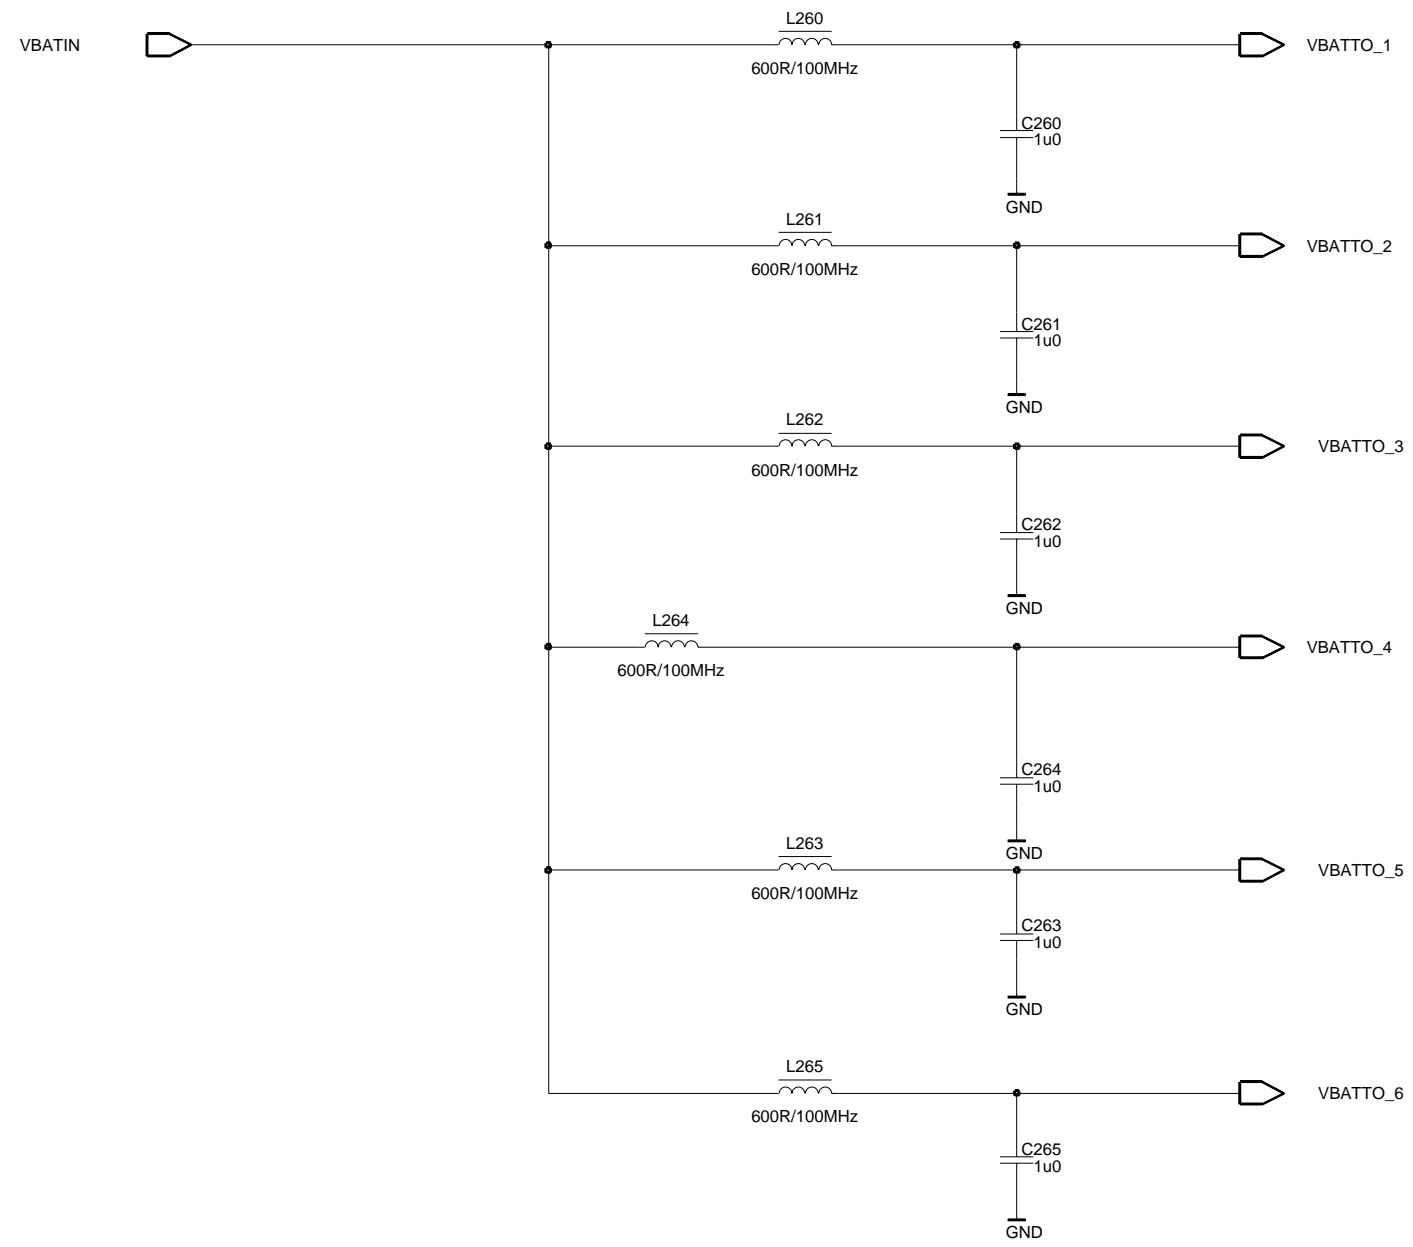 L260
VBATIN
VBATTO_1
600R/100MHz
C260
1u0
GND
L261
VBATTO_2
600R/100MHz
C261
1u0
GND
L262
VBATTO_3
600R/100MHz
C262
1u0
GND
L264
VBATTO_4
600R/100MHz
C264
1u0
GND
L263
VBATTO_5
600R/100MHz
C263
1u0
GND
L265
VBATTO_6
600R/100MHz
C265
1u0
GND